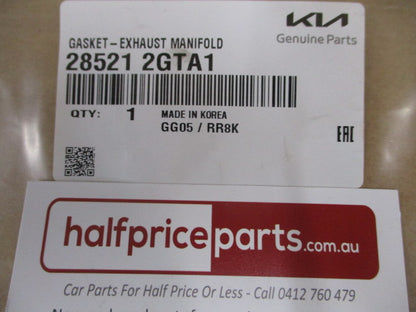 KIA
Genuine Parts
GASKET-EXHAUST MANIFOLD
28521 2GTA1
QTY: 1 MADE IN KOREA
GG05 / RR8K
EAC
halfpriceparts.com.au
Car Parts For Half Price Or Less - Call 0412 760 479